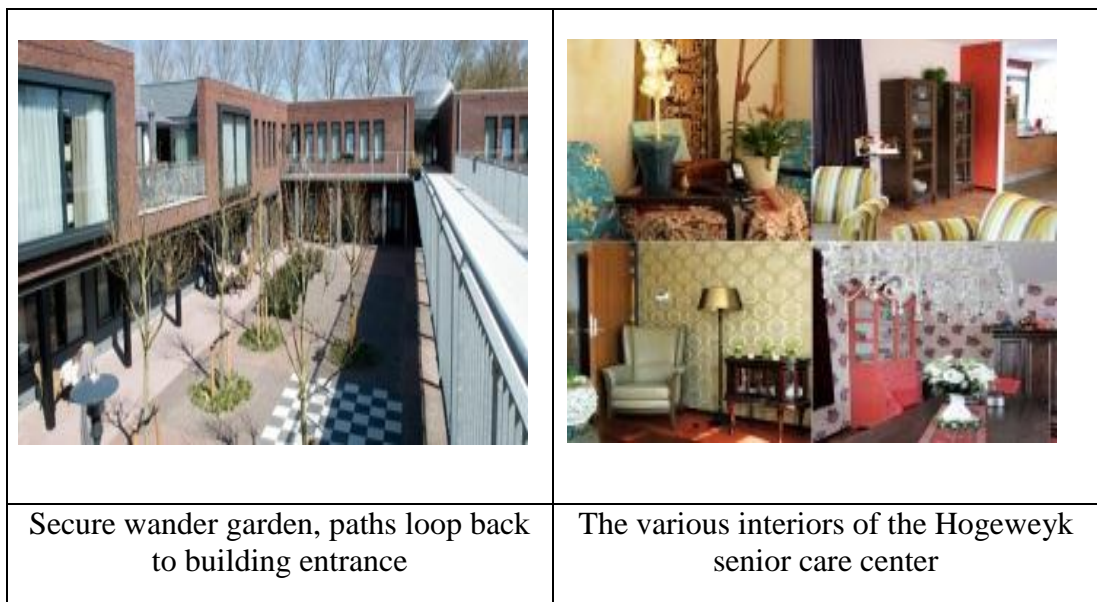 Secure wander garden, paths loop back
to building entrance
The various interiors of the Hogeweyk
senior care center